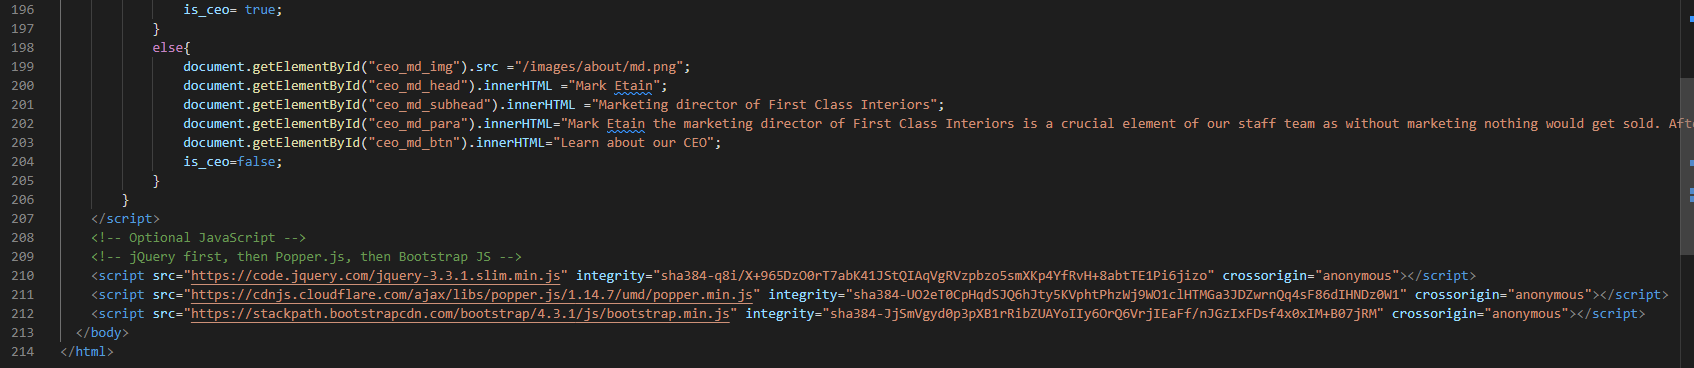 196 is_ceo= true;
197 }
198 else{
199 document.getElementById("ceo_md_img").src ="/images/about/md.png";
200 document.getElementById("ceo_md_head").innerHTML ="Mark Etain";
201 document.getElementById("ceo_md_subhead").innerHTML ="Marketing director of First Class Interiors";
202 document.getElementById("ceo_md_para").innerHTML="Mark Etain the marketing director of First Class Interiors is a crucial element of our staff team as without marketing nothing would get sold. Afte
203 document.getElementById("ceo_md_btn").innerHTML="Learn about our CEO";
204 is_ceo=false;
205 }
206 }
207 </script>
208 <!-- Optional JavaScript -->
209 <!-- jQuery first, then Popper.js, then Bootstrap JS -->
210 <script src="https://code.jquery.com/jquery-3.3.1.slim.min.js" integrity="sha384-q8i/X+965DzO0rT7abK41JStQIAqVgRVzpbzo5smXKp4YfRvH+8abtTE1Pi6jizo" crossorigin="anonymous"></script>
211 <script src="https://cdnjs.cloudflare.com/ajax/libs/popper.js/1.14.7/umd/popper.min.js" integrity="sha384-UO2eT0CpHqdSJQ6hJty5KVphtPhzWj9WO1clHTMGa3JDZwrnQq4sF86dIHNDz0W1" crossorigin="anonymous"></script>
212 <script src="https://stackpath.bootstrapcdn.com/bootstrap/4.3.1/js/bootstrap.min.js" integrity="sha384-JjSmVgyd0p3pXB1rRibZUAYoIIy6OrQ6VrjIEaFf/nJGzIxFDsf4x0xIM+B07jRM" crossorigin="anonymous"></script>
213 </body>
214 </html>